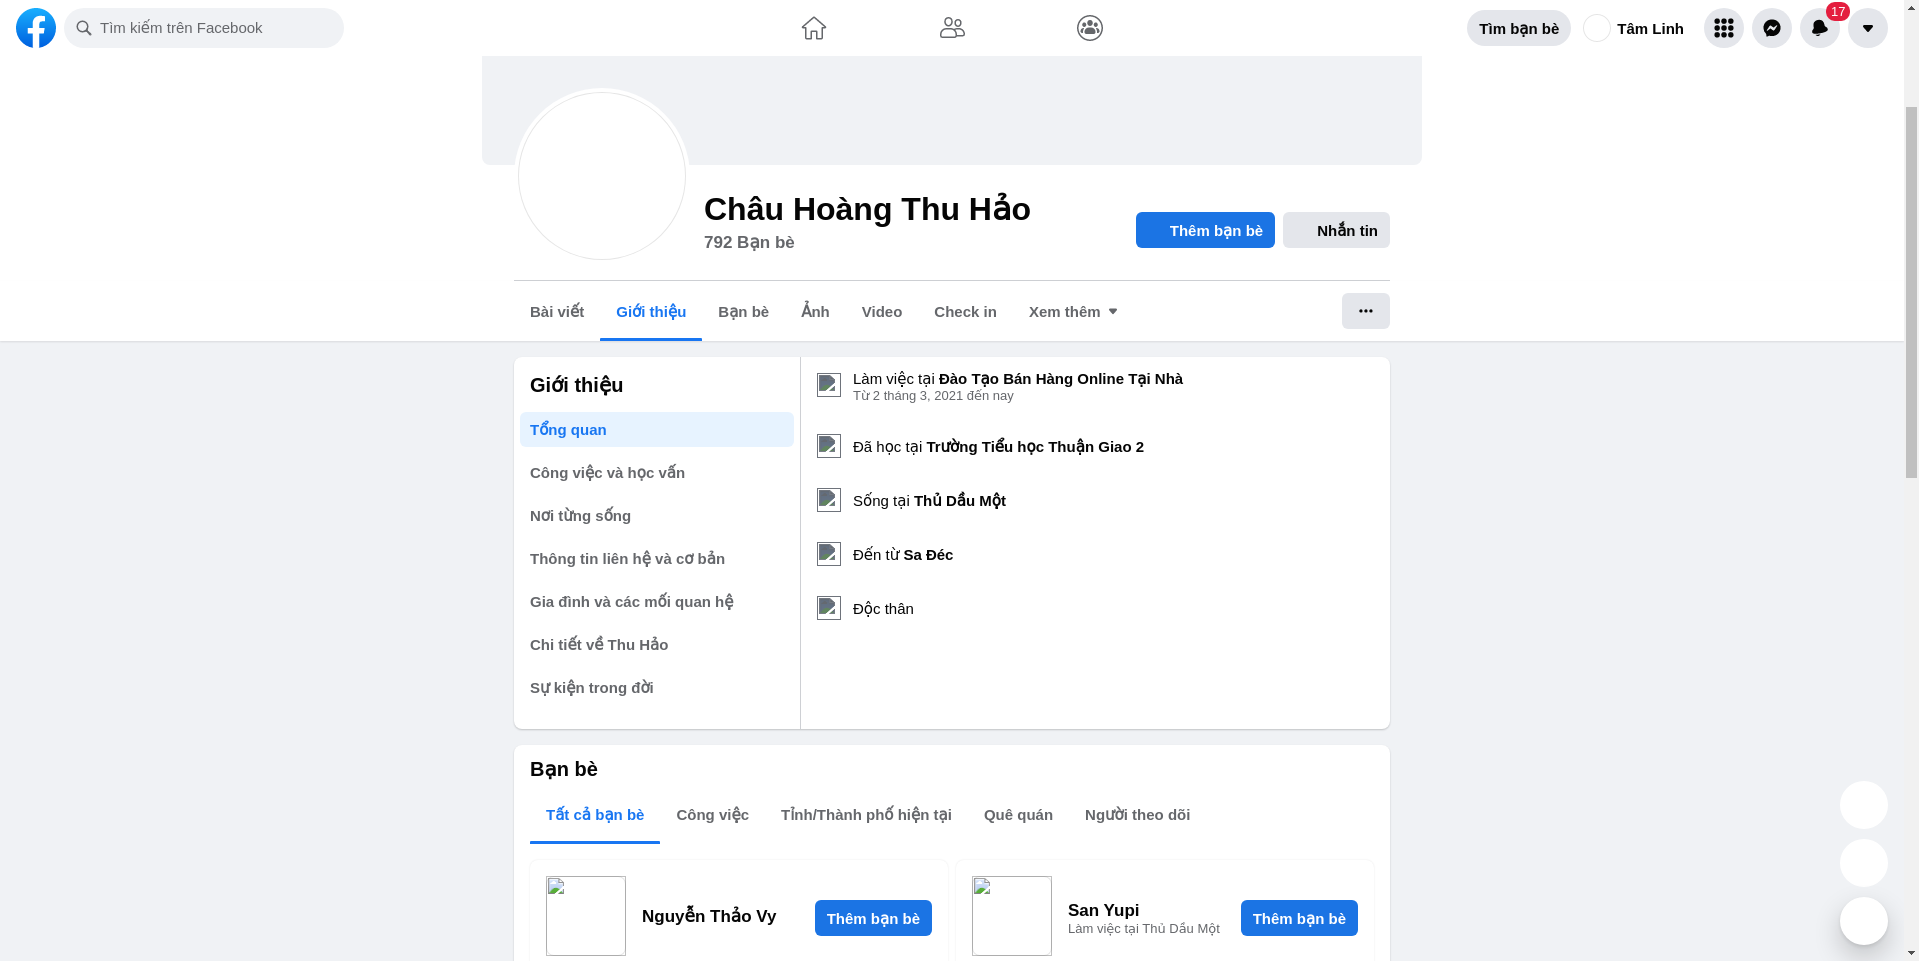 Tìm kiếm trên Facebook
Tìm bạn bè
Tâm Linh
17
Châu Hoàng Thu Hảo
792 Bạn bè
Thêm bạn bè
Nhắn tin
Bài viết
Giới thiệu
Bạn bè
Ảnh
Video
Check in
Xem thêm
Giới thiệu
Tổng quan
Công việc và học vấn
Nơi từng sống
Thông tin liên hệ và cơ bản
Gia đình và các mối quan hệ
Chi tiết về Thu Hảo
Sự kiện trong đời
Làm việc tại Đào Tạo Bán Hàng Online Tại Nhà
Từ 2 tháng 3, 2021 đến nay
Đã học tại Trường Tiểu học Thuận Giao 2
Sống tại Thủ Dầu Một
Đến từ Sa Đéc
Độc thân
Bạn bè
Tất cả bạn bè
Công việc
Tỉnh/Thành phố hiện tại
Quê quán
Người theo dõi
Nguyễn Thảo Vy
Thêm bạn bè
San Yupi
Làm việc tại Thủ Dầu Một
Thêm bạn bè